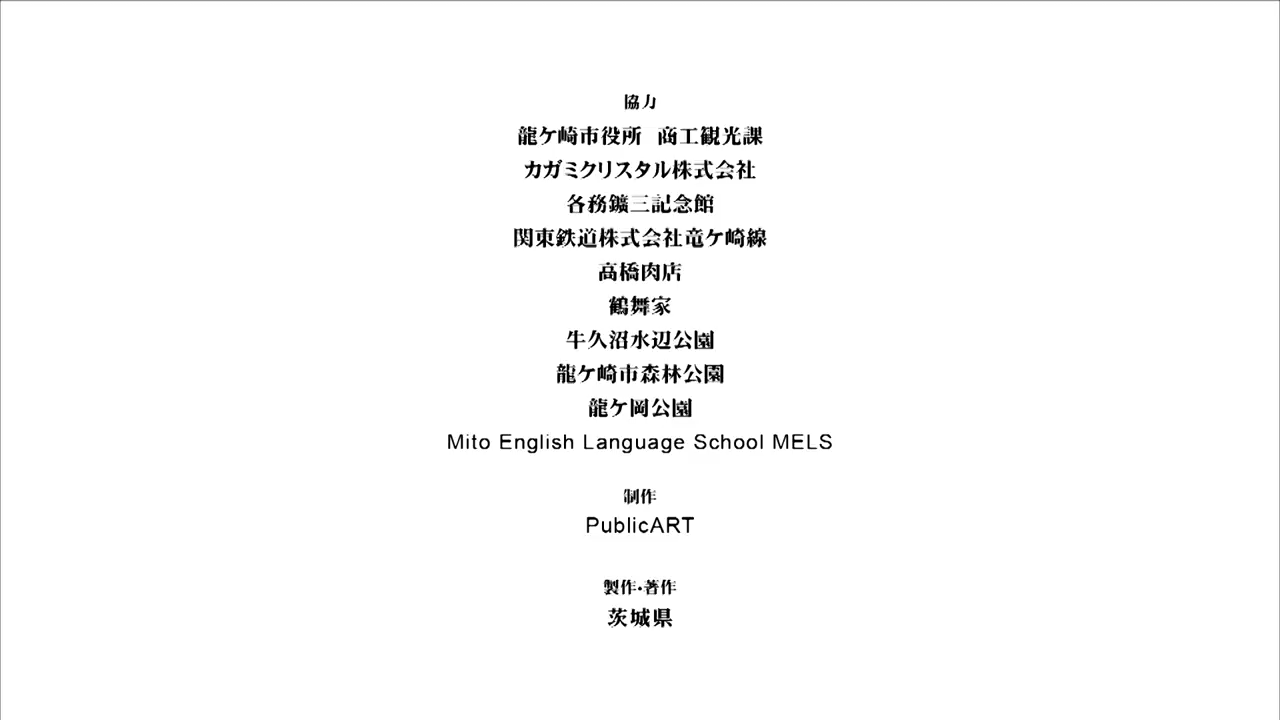 協力
龍ケ崎市役所　商工観光課
カガミクリスタル株式会社
各務鑛三記念館
関東鉄道株式会社竜ケ崎線
高橋肉店
鶴舞家
牛久沼水辺公園
龍ケ崎市森林公園
龍ケ岡公園
Mito English Language School MELS
制作
PublicART
製作・著作
茨城県